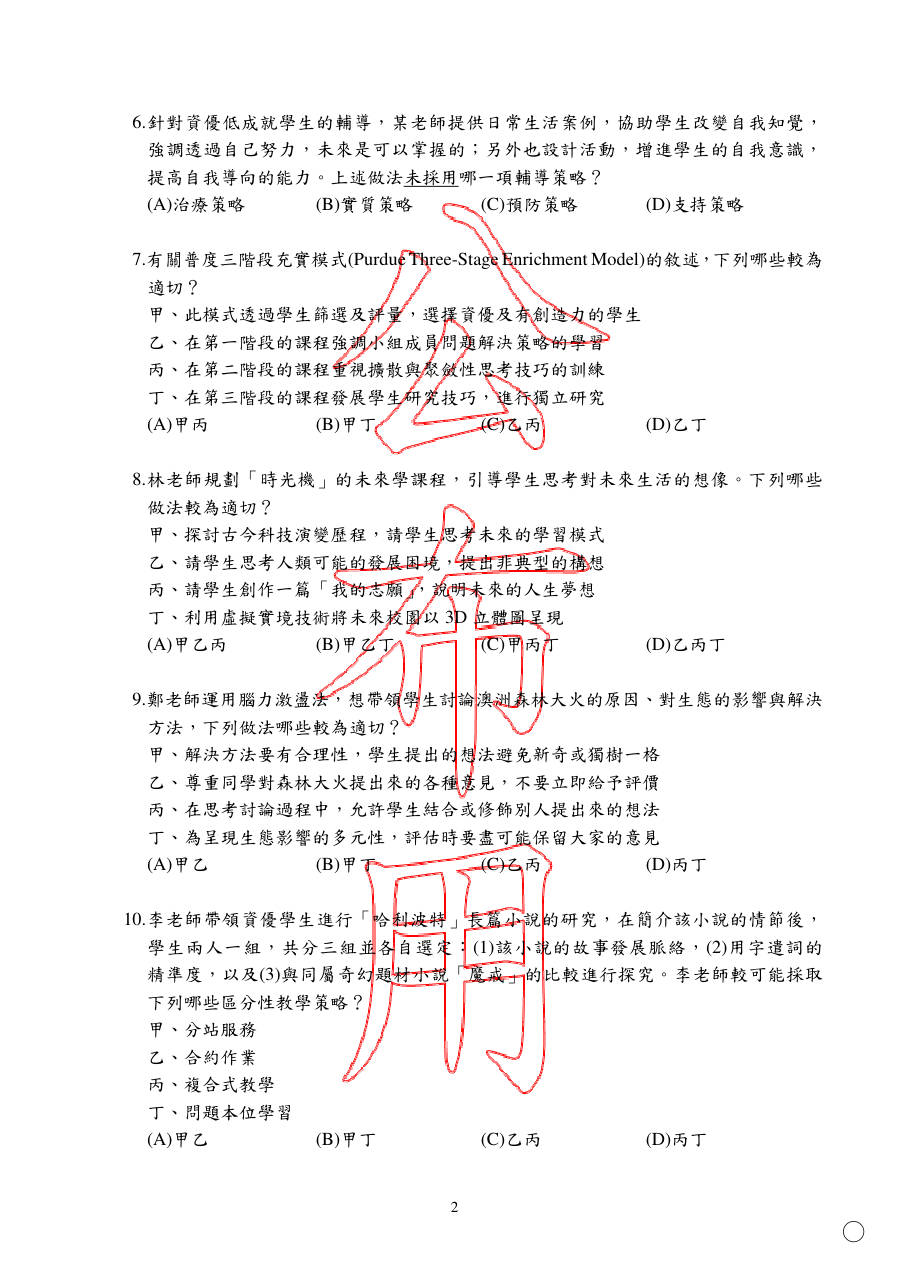 6.針對資優低成就學生的輔導，某老師提供日常生活案例，協助學生改變自我知覺，
強調透過自己努力，未來是可以掌握的；另外也設計活動，增進學生的自我意識，
提高自我導向的能力。上述做法未採用哪一項輔導策略？
(A)治療策略 (B)實質策略 (C)預防策略 (D)支持策略
7.有關普度三階段充實模式(Purdue Three-Stage Enrichment Model)的敘述，下列哪些較為
適切？
甲、此模式透過學生篩選及評量，選擇資優及有創造力的學生
乙、在第一階段的課程強調小組成員問題解決策略的學習
丙、在第二階段的課程重視擴散與聚斂性思考技巧的訓練
丁、在第三階段的課程發展學生研究技巧，進行獨立研究
(A)甲丙 (B)甲丁 (C)乙丙 (D)乙丁
8.林老師規劃「時光機」的未來學課程，引導學生思考對未來生活的想像。下列哪些
做法較為適切？
甲、探討古今科技演變歷程，請學生思考未來的學習模式
乙、請學生思考人類可能的發展困境，提出非典型的構想
丙、請學生創作一篇「我的志願」，說明未來的人生夢想
丁、利用虛擬實境技術將未來校園以 3D 立體圖呈現
(A)甲乙丙 (B)甲乙丁 (C)甲丙丁 (D)乙丙丁
9.鄭老師運用腦力激盪法，想帶領學生討論澳洲森林大火的原因、對生態的影響與解決
方法，下列做法哪些較為適切？
甲、解決方法要有合理性，學生提出的想法避免新奇或獨樹一格
乙、尊重同學對森林大火提出來的各種意見，不要立即給予評價
丙、在思考討論過程中，允許學生結合或修飾別人提出來的想法
丁、為呈現生態影響的多元性，評估時要盡可能保留大家的意見
(A)甲乙 (B)甲丁 (C)乙丙 (D)丙丁
10.李老師帶領資優學生進行「哈利波特」長篇小說的研究，在簡介該小說的情節後，
學生兩人一組，共分三組並各自選定：(1)該小說的故事發展脈絡，(2)用字遣詞的
精準度，以及(3)與同屬奇幻題材小說「魔戒」的比較進行探究。李老師較可能採取
下列哪些區分性教學策略？
甲、分站服務
乙、合約作業
丙、複合式教學
丁、問題本位學習
(A)甲乙 (B)甲丁 (C)乙丙 (D)丙丁
2
公布用